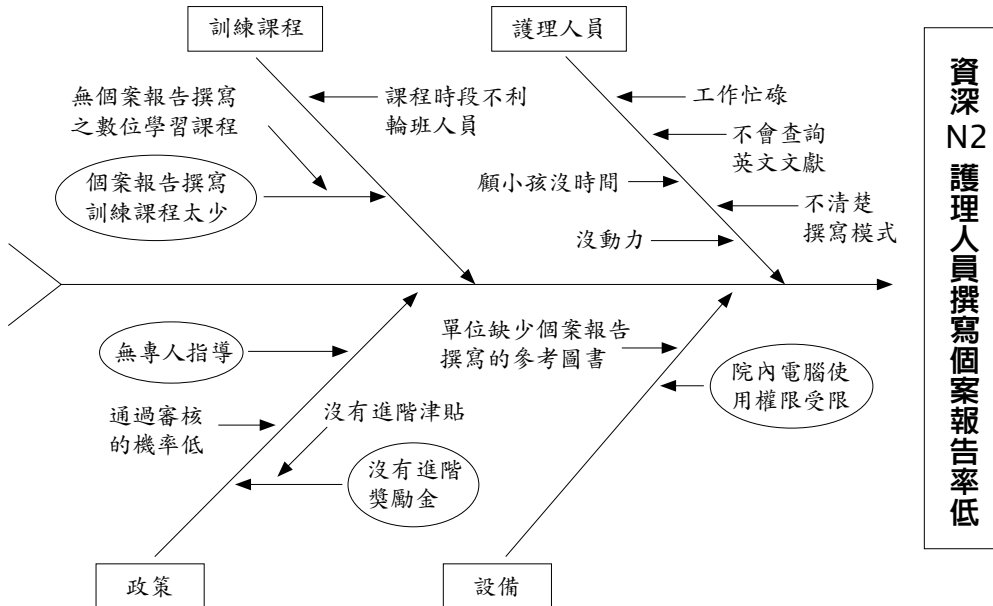 訓練課程
護理人員
無個案報告撰寫
之數位學習課程
課程時段不利
輪班人員
個案報告撰寫
訓練課程太少
工作忙碌
不會查詢
英文文獻
顧小孩沒時間
不清楚
撰寫模式
沒動力
無專人指導
通過審核
的機率低
沒有進階津貼
沒有進階
獎勵金
單位缺少個案報告
撰寫的參考圖書
院內電腦使
用權限受限
政策
設備
資深N2護理人員撰寫個案報告率低